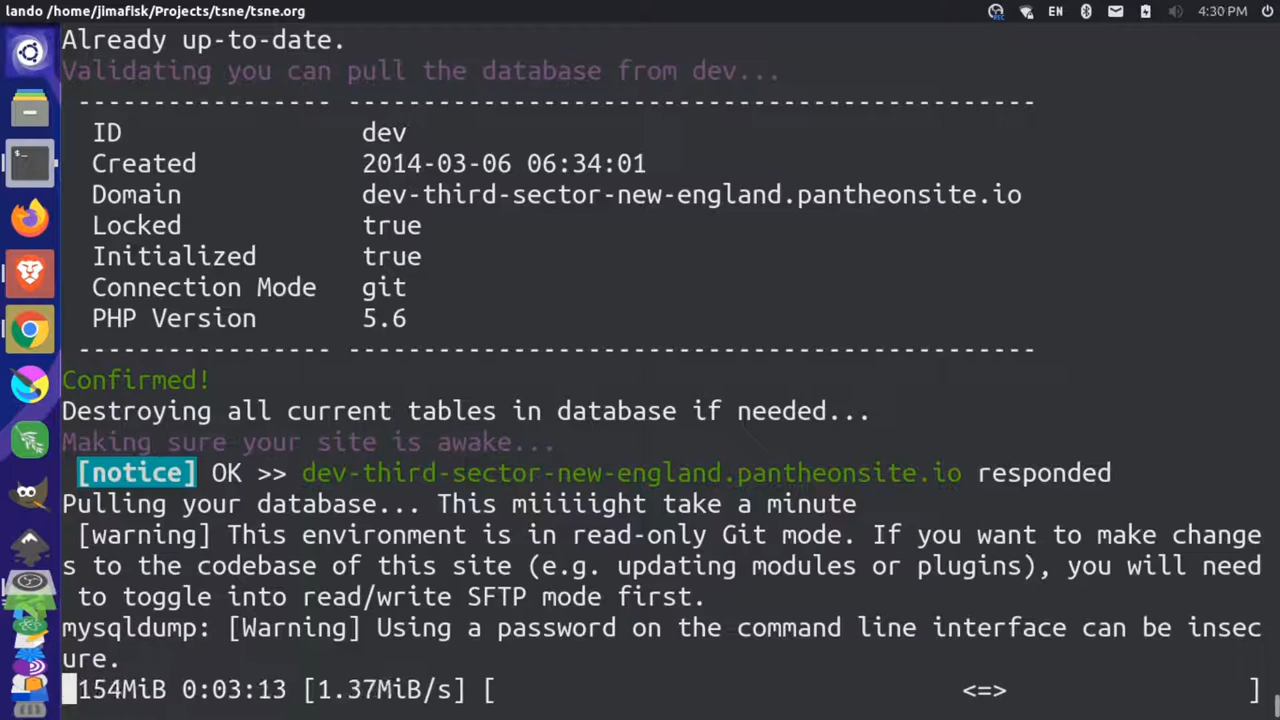 lando /home/jimafisk/Projects/tsne/tsne.org
EN
4:30 PM
Already up-to-date.
Validating you can pull the database from dev...
----------------- ----------------------------------------------
ID dev
Created 2014-03-06 06:34:01
Domain dev-third-sector-new-england.pantheonsite.io
Locked true
Initialized true
Connection Mode git
PHP Version 5.6
----------------- ----------------------------------------------
Confirmed!
Destroying all current tables in database if needed...
Making sure your site is awake...
[notice] OK >> dev-third-sector-new-england.pantheonsite.io responded
Pulling your database... This miiiiight take a minute
[warning] This environment is in read-only Git mode. If you want to make change
s to the codebase of this site (e.g. updating modules or plugins), you will need
to toggle into read/write SFTP mode first.
mysqldump: [Warning] Using a password on the command line interface can be insec
ure.
154MiB 0:03:13 [1.37MiB/s] [ <=> ]